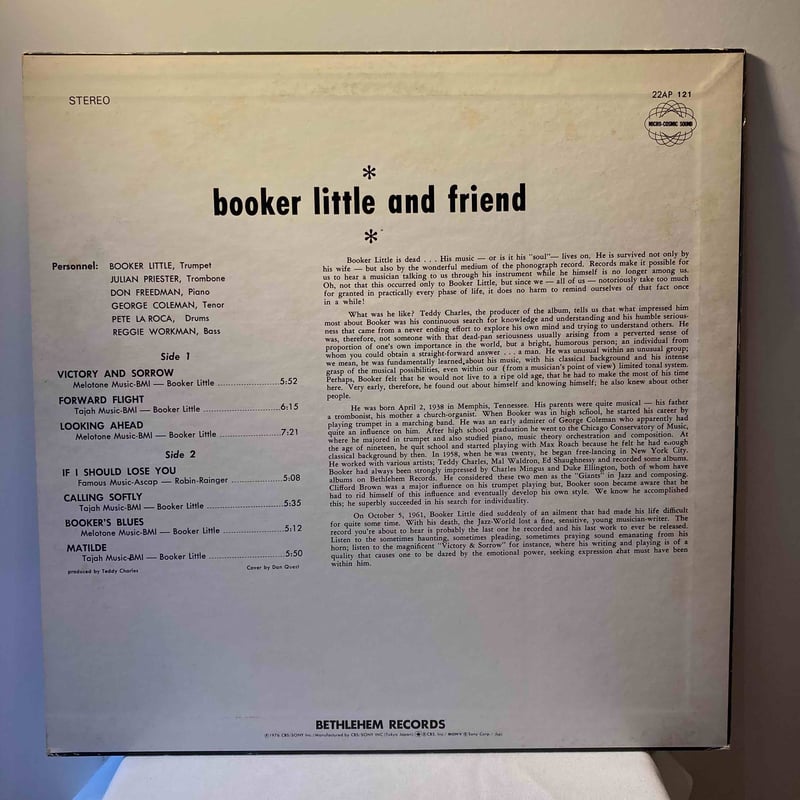 STEREO
22AP 121
MICRO-COSMIC SOUND
*
booker little and friend
*
Personnel: BOOKER LITTLE, Trumpet
JULIAN PRIESTER, Trombone
DON FREEDMAN, Piano
GEORGE COLEMAN, Tenor
PETE LA ROCA, Drums
REGGIE WORKMAN, Bass
Side 1
VICTORY AND SORROW
Melotone Music-BMI — Booker Little ....................5:52
FORWARD FLIGHT
Tajah Music-BMI — Booker Little ....................6:15
LOOKING AHEAD
Melotone Music-BMI — Booker Little ....................7:21
Side 2
IF I SHOULD LOSE YOU
Famous Music-Ascap — Robin-Rainger ....................5:08
CALLING SOFTLY
Tajah Music-BMI — Booker Little ....................5:35
BOOKER'S BLUES
Melotone Music-BMI — Booker Little ....................5:12
MATILDE
Tajah Music-BMI — Booker Little ....................5:50
produced by Teddy Charles Cover by Dan Quest
Booker Little is dead . . . His music — or is it his "soul"— lives on. He is survived not only by
his wife — but also by the wonderful medium of the phonograph record. Records make it possible for
us to hear a musician talking to us through his instrument while he himself is no longer among us.
Oh, not that this occurred only to Booker Little, but since we — all of us — notoriously take too much
for granted in practically every phase of life, it does no harm to remind ourselves of that fact once
in a while!
What was he like? Teddy Charles, the producer of the album, tells us that what impressed him
most about Booker was his continuous search for knowledge and understanding and his humble serious-
ness that came from a never ending effort to explore his own mind and trying to understand others. He
was, therefore, not someone with that dead-pan seriousness usually arising from a perverted sense of
proportion of one's own importance in the world, but a bright, humorous person; an individual from
whom you could obtain a straight-forward answer . . . a man. He was unusual within an unusual group;
we mean, he was fundamentally learned about his music, with his classical background and his intense
grasp of the musical possibilities, even within our (from a musician's point of view) limited tonal system.
Perhaps, Booker felt that he would not live to a ripe old age, that he had to make the most of his time
here. Very early, therefore, he found out about himself and knowing himself; he also knew about other
people.
He was born April 2, 1938 in Memphis, Tennessee. His parents were quite musical — his father
a trombonist, his mother a church-organist. When Booker was in high school, he started his career by
playing trumpet in a marching band. He was an early admirer of George Coleman who apparently had
quite an influence on him. After high school graduation he went to the Chicago Conservatory of Music,
where he majored in trumpet and also studied piano, music theory orchestration and composition. At
the age of nineteen, he quit school and started playing with Max Roach because he felt he had enough
classical background by then. In 1958, when he was twenty, he began free-lancing in New York City.
He worked with various artists; Teddy Charles, Mal Waldron, Ed Shaughnessy and recorded some albums.
Booker had always been strongly impressed by Charles Mingus and Duke Ellington, both of whom have
albums on Bethlehem Records. He considered these two men as the "Giants" in Jazz and composing.
Clifford Brown was a major influence on his trumpet playing but, Booker soon became aware that he
had to rid himself of this influence and eventually develop his own style. We know he accomplished
this; he superbly succeeded in his search for individuality.
On October 5, 1961, Booker Little died suddenly of an ailment that had made his life difficult
for quite some time. With his death, the Jazz-World lost a fine, sensitive, young musician-writer. The
record you're about to hear is probably the last one he recorded and his last work to ever be released.
Listen to the sometimes haunting, sometimes pleading, sometimes praying sound emanating from his
horn; listen to the magnificent "Victory & Sorrow" for instance, where his writing and playing is of a
quality that causes one to be dazed by the emotional power, seeking expression that must have been
within him.
BETHLEHEM RECORDS
Ⓟ1976 CBS/SONY Inc./Manufactured by CBS/SONY INC (Tokyo Japan)